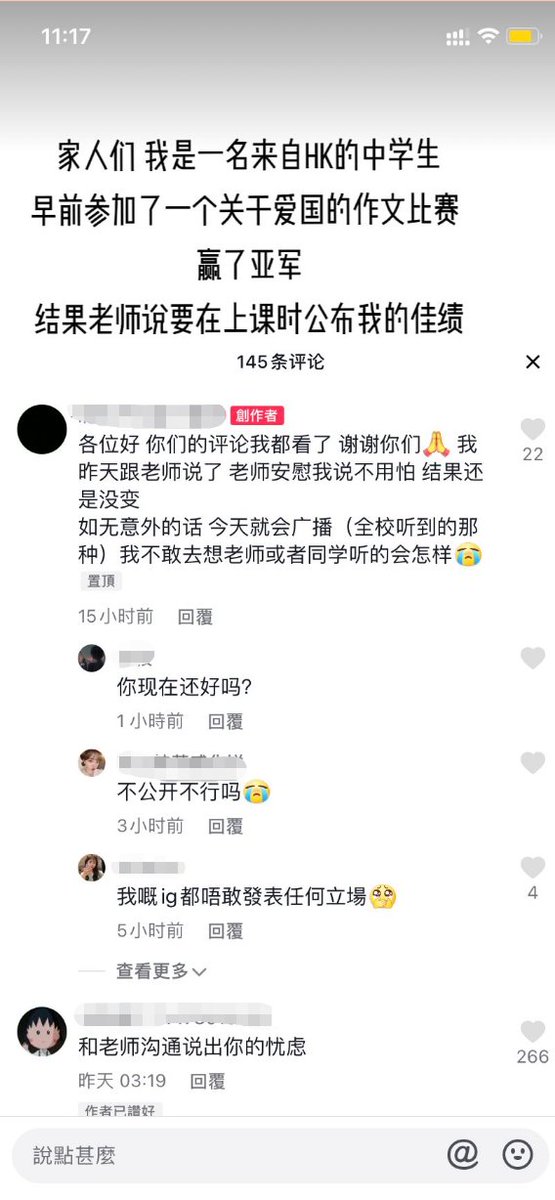 11:17
家人们 我是一名来自HK的中学生
早前参加了一个关于爱国的作文比赛
赢了亚军
结果老师说要在上课时公布我的佳绩
145条评论
創作者
各位好 你们的评论我都看了 谢谢你们🙏 我
昨天跟老师说了 老师安慰我说不用怕 结果还
是没变
如无意外的话 今天就会广播（全校听到的那
种）我不敢去想老师或者同学听的会怎样😭
22
置頂
15小时前 回覆
你现在还好吗?
1小時前 回覆
不公开不行吗😭
3小时前 回覆
我嘅ig都唔敢發表任何立場🥺
4
5小时前 回覆
查看更多
和老师沟通说出你的忧虑
266
昨天 03:19 回覆
作者已讚好
說點甚麼